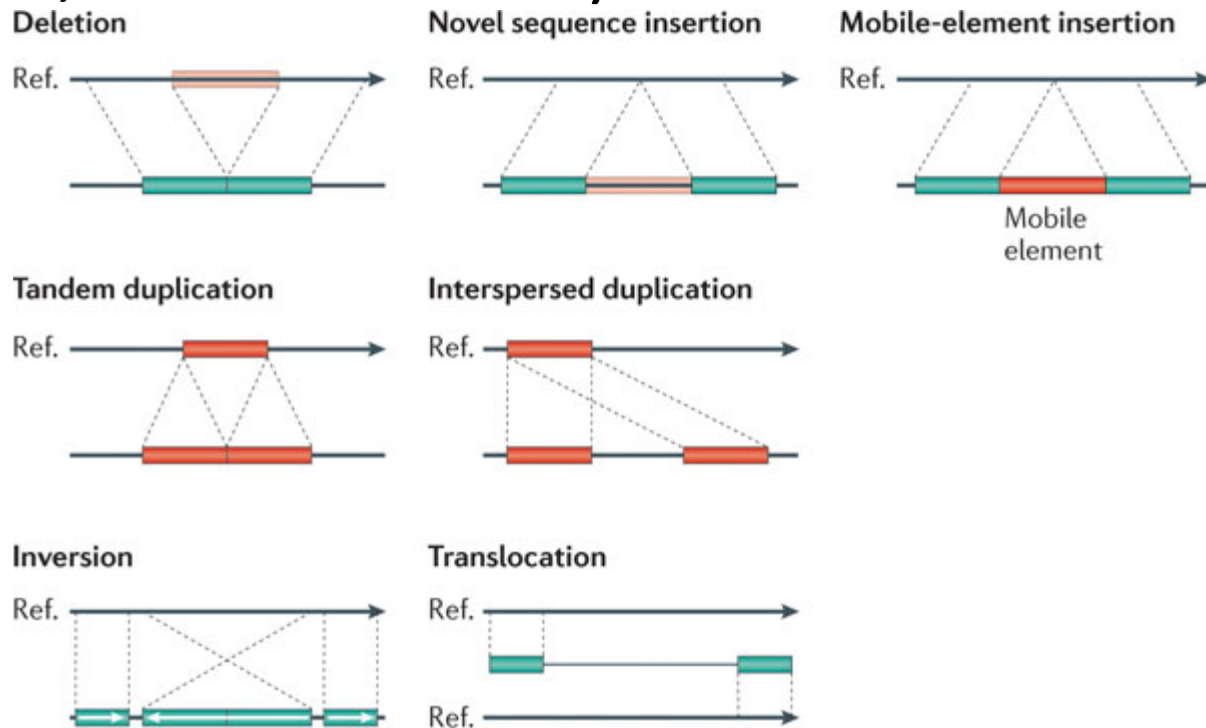 Deletion
Novel sequence insertion
Mobile-element insertion
Ref.
Ref.
Ref.
Mobile
element
Tandem duplication
Interspersed duplication
Ref.
Ref.
Inversion
Translocation
Ref.
Ref.
Ref.